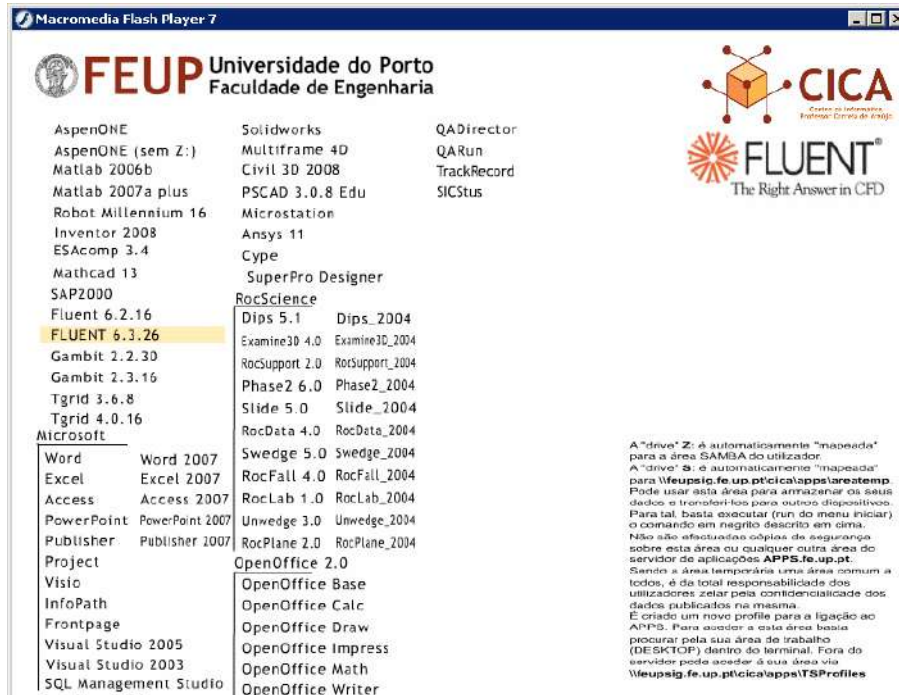 Macromedia Flash Player 7
FEUP Universidade do Porto
Faculdade de Engenharia
CICA
Centro de Informática
Professor Correia de Araújo
FLUENT®
The Right Answer in CFD
AspenONE
AspenONE (sem Z:)
Matlab 2006b
Matlab 2007a plus
Robot Millennium 16
Inventor 2008
ESAcomp 3.4
Mathcad 13
SAP2000
Fluent 6.2.16
FLUENT 6.3.26
Gambit 2.2.30
Gambit 2.3.16
Tgrid 3.6.8
Tgrid 4.0.16
Microsoft
Word Word 2007
Excel Excel 2007
Access Access 2007
PowerPoint PowerPoint 2007
Publisher Publisher 2007
Project
Visio
InfoPath
Frontpage
Visual Studio 2005
Visual Studio 2003
SQL Management Studio
Solidworks
Multiframe 4D
Civil 3D 2008
PSCAD 3.0.8 Edu
Microstation
Ansys 11
Cype
SuperPro Designer
RocScience
Dips 5.1 Dips_2004
Examine3D 4.0 Examine3D_2004
RocSupport 2.0 RocSupport_2004
Phase2 6.0 Phase2_2004
Slide 5.0 Slide_2004
RocData 4.0 RocData_2004
Swedge 5.0 Swedge_2004
RocFall 4.0 RocFall_2004
RocLab 1.0 RocLab_2004
Unwedge 3.0 Unwedge_2004
RocPlane 2.0 RocPlane_2004
OpenOffice 2.0
OpenOffice Base
OpenOffice Calc
OpenOffice Draw
OpenOffice Impress
OpenOffice Math
OpenOffice Writer
QADirector
QARun
TrackRecord
SICStus
A "drive" Z: é automaticamente "mapeada"
para a área SAMBA do utilizador.
A "drive" S: é automaticamente "mapeada"
para \\feupsig.fe.up.pt\cica\apps\areatemp.
Pode usar esta área para armazenar os seus
dados e transferi-los para outros dispositivos.
Para tal, basta executar (run do menu iniciar)
o comando em negrito descrito em cima.
Não são efectuadas cópias de segurança
sobre esta área ou qualquer outra área do
servidor de aplicações APPS.fe.up.pt.
Sendo a área temporária uma área comum a
todos, é da total responsabilidade dos
utilizadores zelar pela confidencialidade dos
dados publicados na mesma.
É criado um novo profile para a ligação ao
APPS. Para aceder a esta área basta
procurar pela sua área de trabalho
(DESKTOP) dentro do terminal. Fora do
servidor pode aceder á sua área via
\\feupsig.fe.up.pt\cica\apps\TSProfiles